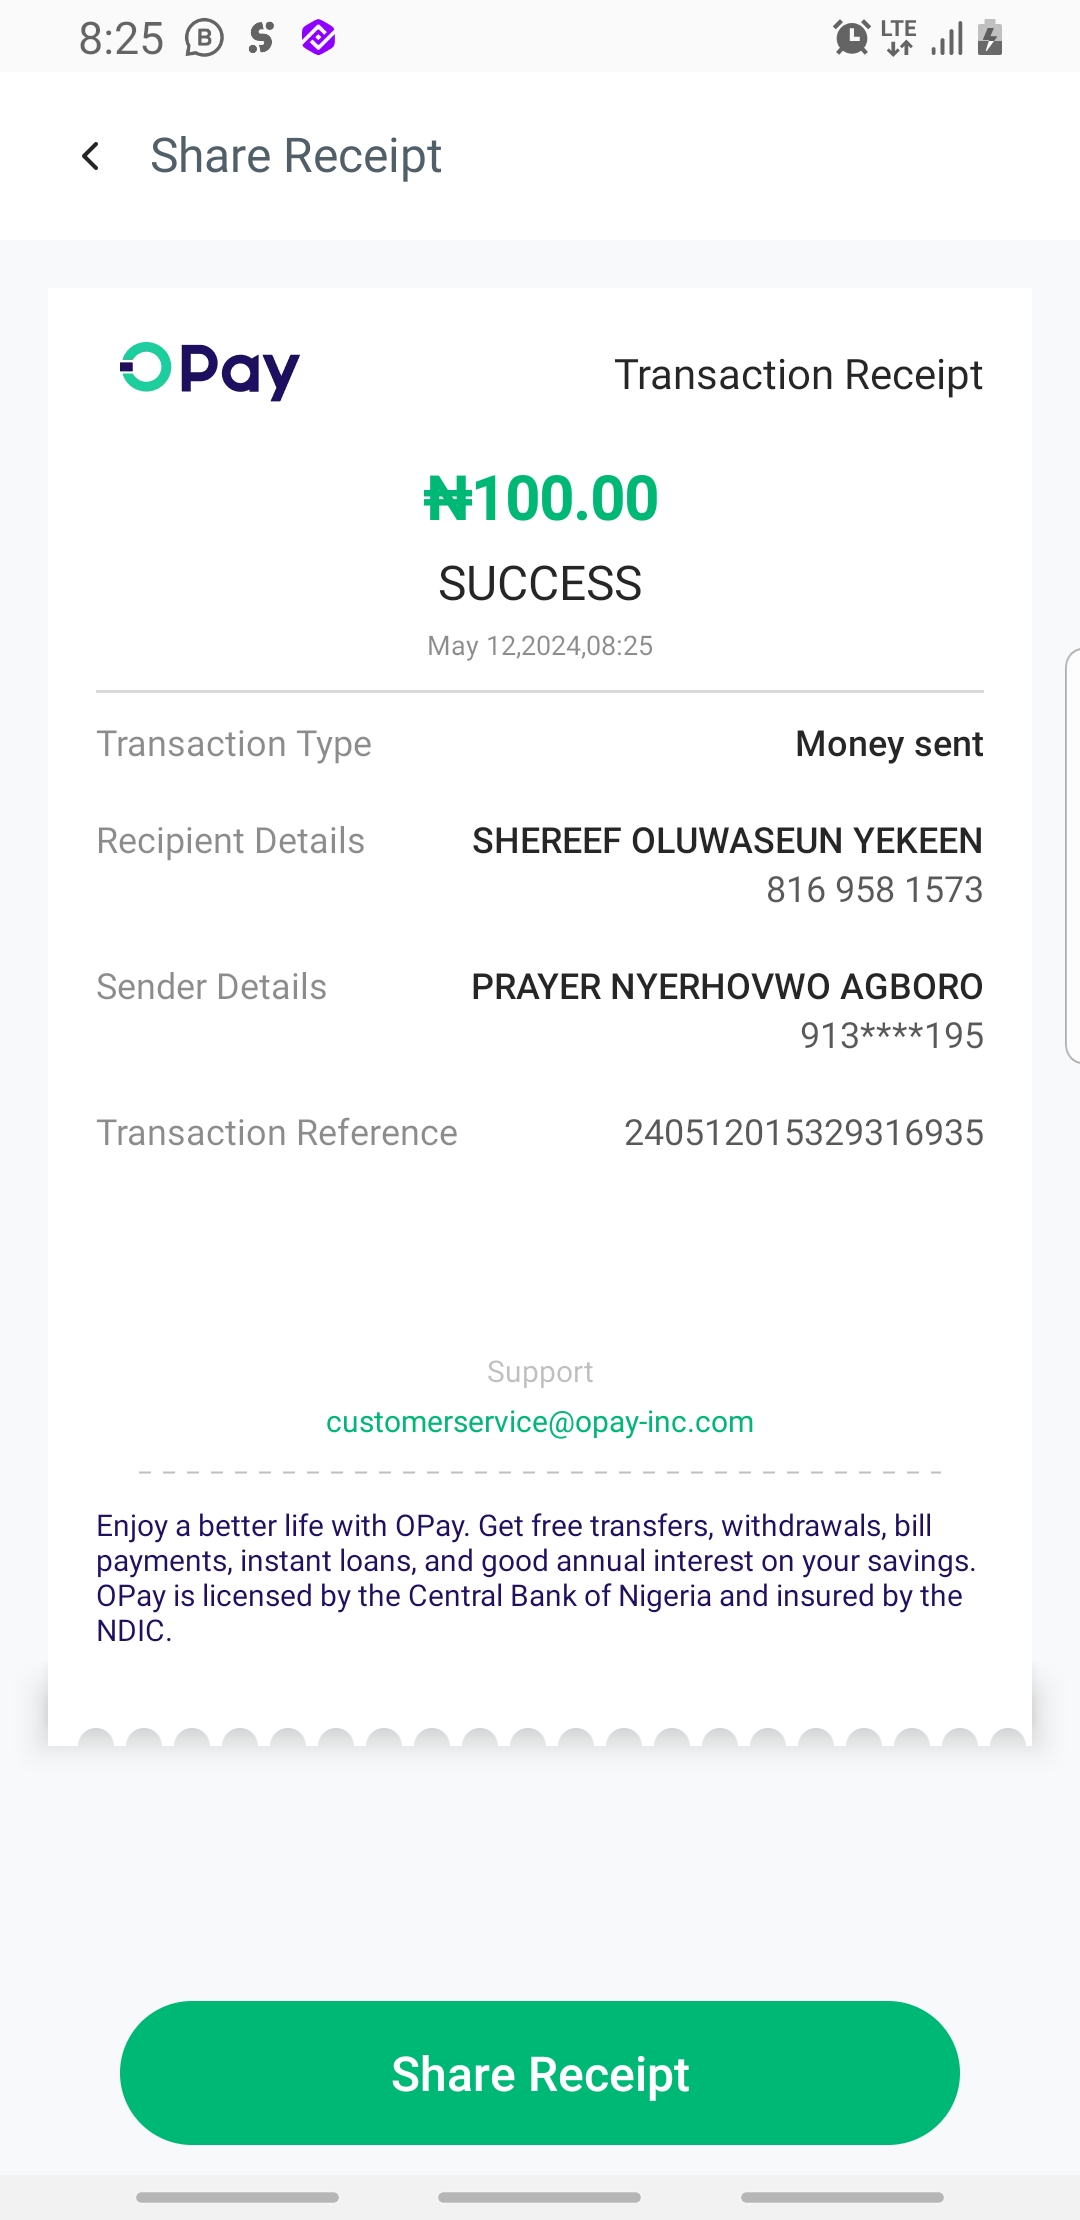 8:25 LTE
Share Receipt
OPay Transaction Receipt
₦100.00
SUCCESS
May 12,2024,08:25
Transaction Type Money sent
Recipient Details SHEREEF OLUWASEUN YEKEEN
816 958 1573
Sender Details PRAYER NYERHOVWO AGBORO
913****195
Transaction Reference 240512015329316935
Support
customerservice@opay-inc.com
Enjoy a better life with OPay. Get free transfers, withdrawals, bill
payments, instant loans, and good annual interest on your savings.
OPay is licensed by the Central Bank of Nigeria and insured by the
NDIC.
Share Receipt